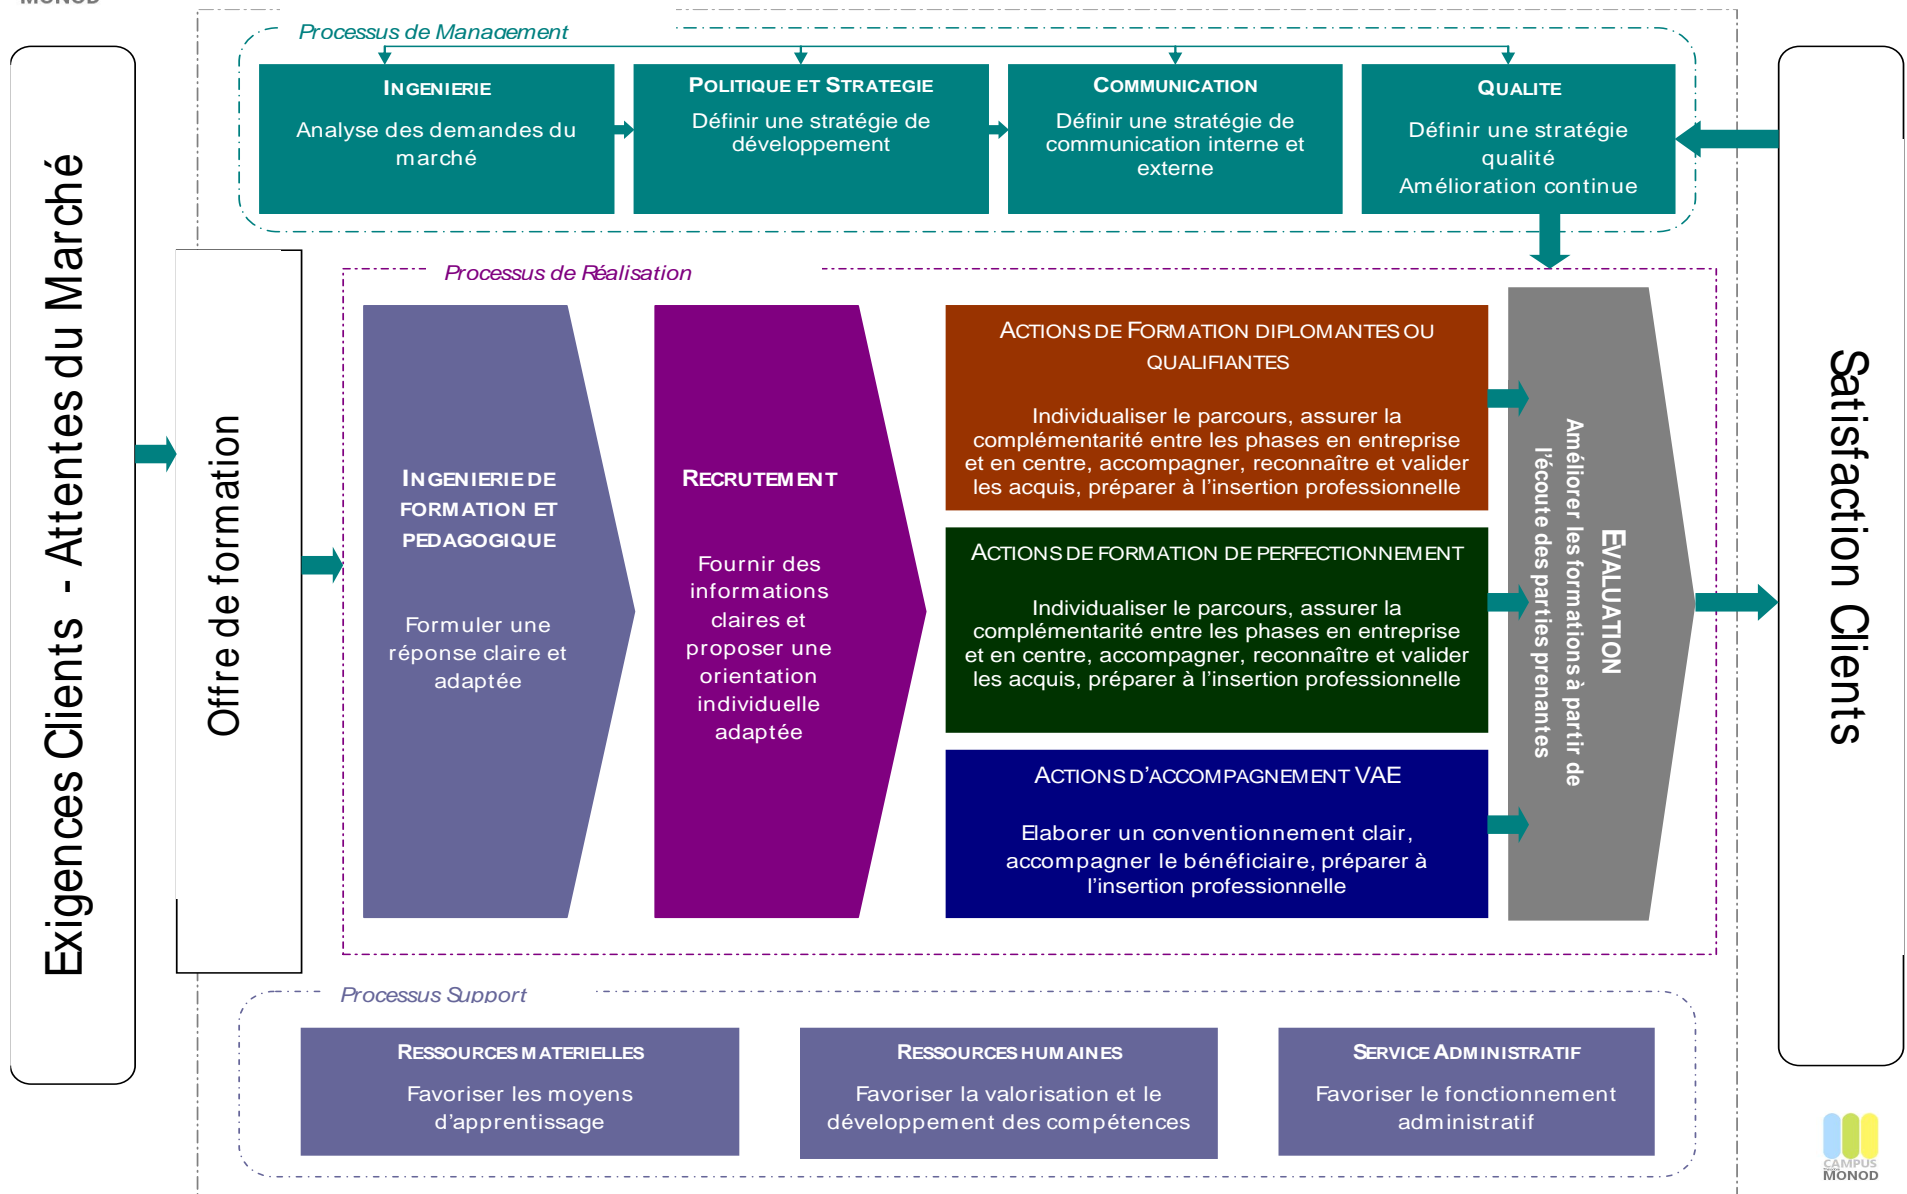 MONOD
Exigences Clients - Attentes du Marché
Offre de formation
Processus de Management
INGENIERIE
Analyse des demandes du
marché
POLITIQUE ET STRATEGIE
Définir une stratégie de
développement
COMMUNICATION
Définir une stratégie de
communication interne et
externe
QUALITE
Définir une stratégie
qualité
Amélioration continue
Processus de Réalisation
INGENIERIE DE
FORMATION ET
PEDAGOGIQUE
Formuler une
réponse claire et
adaptée
RECRUTEMENT
Fournir des
informations
claires et
proposer une
orientation
individuelle
adaptée
ACTIONS DE FORMATION DIPLOMANTES OU
QUALIFIANTES
Individualiser le parcours, assurer la
complémentarité entre les phases en entreprise
et en centre, accompagner, reconnaître et valider
les acquis, préparer à l’insertion professionnelle
ACTIONS DE FORMATION DE PERFECTIONNEMENT
Individualiser le parcours, assurer la
complémentarité entre les phases en entreprise
et en centre, accompagner, reconnaître et valider
les acquis, préparer à l’insertion professionnelle
ACTIONS D’ACCOMPAGNEMENT VAE
Elaborer un conventionnement clair,
accompagner le bénéficiaire, préparer à
l’insertion professionnelle
EVALUATION
Améliorer les formations à partir de
l’écoute des parties prenantes
Satisfaction Clients
Processus Support
RESSOURCES MATERIELLES
Favoriser les moyens
d’apprentissage
RESSOURCES HUMAINES
Favoriser la valorisation et le
développement des compétences
SERVICE ADMINISTRATIF
Favoriser le fonctionnement
administratif
CAMPUS
MONOD